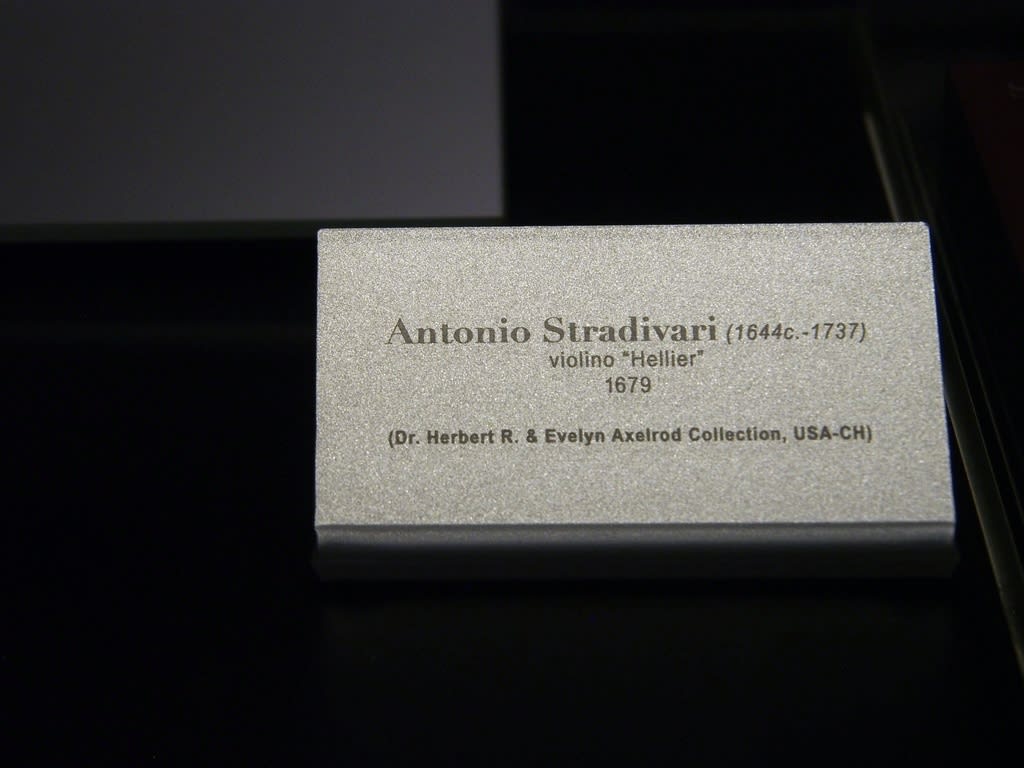 Antonio Stradivari (1644c.-1737)
violino "Hellier"
1679
(Dr. Herbert R. & Evelyn Axelrod Collection, USA-CH)